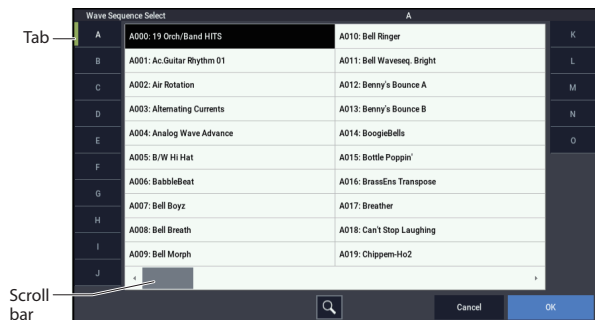 Wave Sequence Select
A
Tab
A
B
C
D
E
F
G
H
I
J
A000: 19 Orch/Band HITS
A001: Ac.Guitar Rhythm 01
A002: Air Rotation
A003: Alternating Currents
A004: Analog Wave Advance
A005: B/W Hi Hat
A006: BabbleBeat
A007: Bell Boyz
A008: Bell Breath
A009: Bell Morph
A010: Bell Ringer
A011: Bell Waveseq. Bright
A012: Benny's Bounce A
A013: Benny's Bounce B
A014: BoogieBells
A015: Bottle Poppin'
A016: BrassEns Transpose
A017: Breather
A018: Can't Stop Laughing
A019: Chippem-Ho2
K
L
M
N
O
Scroll
bar
Cancel
OK